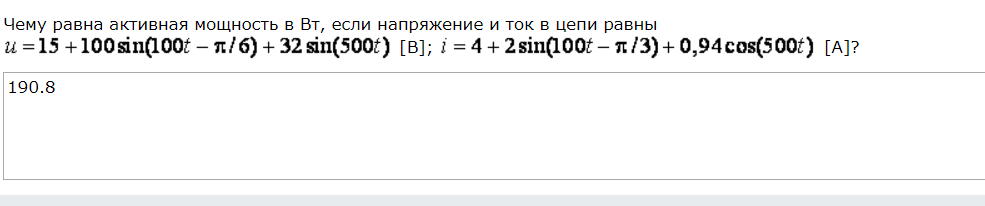 Чему равна активная мощность в Вт, если напряжение и ток в цепи равны
u = 15 + 100 sin(100t − π/6) + 32 sin(500t) [В]; i = 4 + 2 sin(100t − π/3) + 0,94 cos(500t) [А]?
190.8